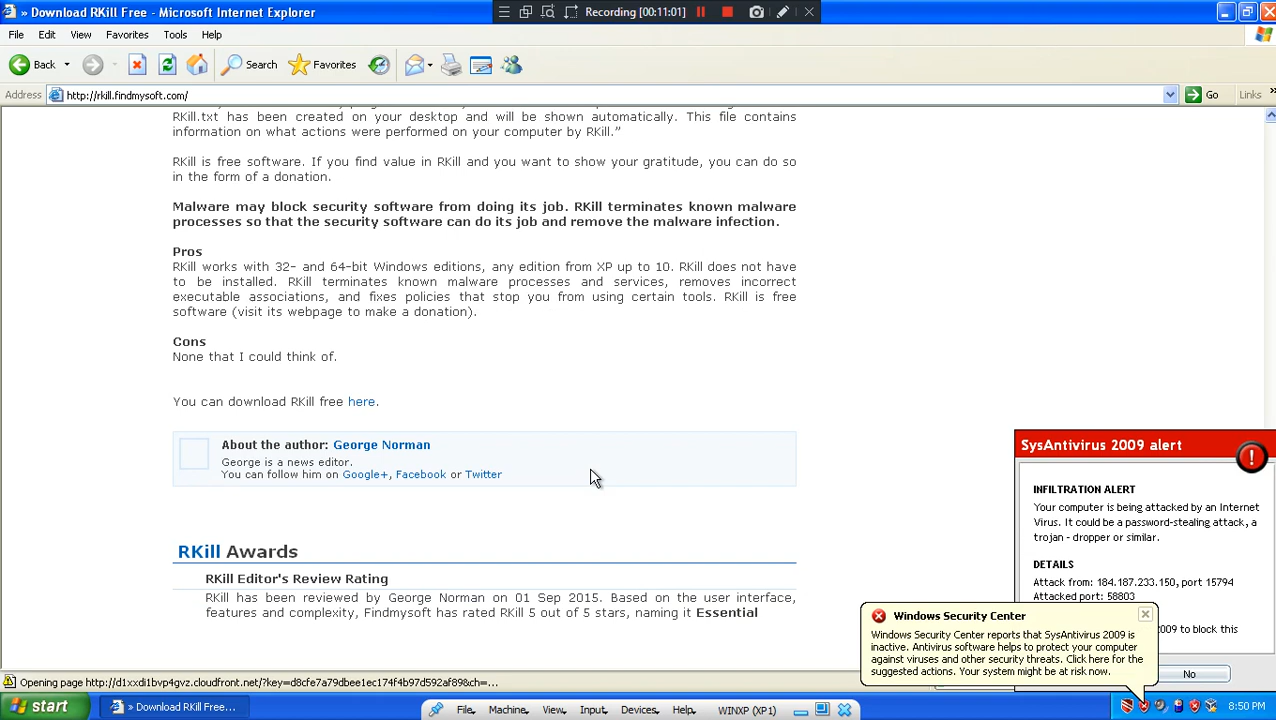 » Download RKill Free - Microsoft Internet Explorer
Recording [00:11:01]
File Edit View Favorites Tools Help
Back Search Favorites
Address http://rkill.findmysoft.com/ Go Links »
RKill.txt has been created on your desktop and will be shown automatically. This file contains
information on what actions were performed on your computer by RKill.”
RKill is free software. If you find value in RKill and you want to show your gratitude, you can do so
in the form of a donation.
Malware may block security software from doing its job. RKill terminates known malware
processes so that the security software can do its job and remove the malware infection.
Pros
RKill works with 32- and 64-bit Windows editions, any edition from XP up to 10. RKill does not have
to be installed. RKill terminates known malware processes and services, removes incorrect
executable associations, and fixes policies that stop you from using certain tools. RKill is free
software (visit its webpage to make a donation).
Cons
None that I could think of.
You can download RKill free here.
About the author: George Norman
George is a news editor.
You can follow him on Google+, Facebook or Twitter
RKill Awards
RKill Editor's Review Rating
RKill has been reviewed by George Norman on 01 Sep 2015. Based on the user interface,
features and complexity, Findmysoft has rated RKill 5 out of 5 stars, naming it Essential
SysAntivirus 2009 alert
INFILTRATION ALERT
Your computer is being attacked by an Internet
Virus. It could be a password-stealing attack, a
trojan - dropper or similar.
DETAILS
Attack from: 184.187.233.150, port 15794
Attacked port: 58803
2009 to block this
No
Windows Security Center
Windows Security Center reports that SysAntivirus 2009 is
inactive. Antivirus software helps to protect your computer
against viruses and other security threats. Click here for the
suggested actions. Your system might be at risk now.
Opening page http://d1xxdi1bvp4gvz.cloudfront.net/?key=d8cfe7a79dbee1ec174f4b97d592af89&ch=...
start » Download RKill Free... File Machine View Input Devices Help WINXP (XP1) 8:50 PM